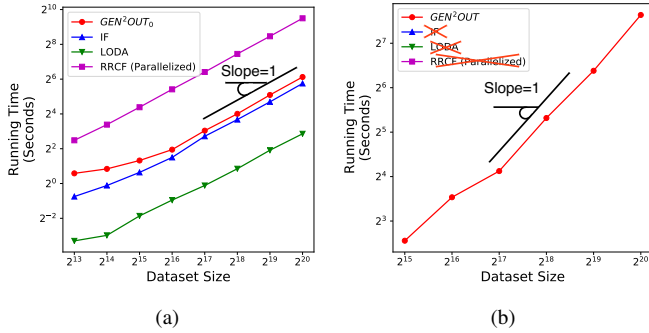 GEN²OUT₀
IF
LODA
RRCF (Parallelized)
Slope=1
2¹⁰
2⁸
2⁶
2⁴
2²
2⁰
2⁻²
Running Time
(Seconds)
2¹³ 2¹⁴ 2¹⁵ 2¹⁶ 2¹⁷ 2¹⁸ 2¹⁹ 2²⁰
Dataset Size
(a)
GEN²OUT
IF
LODA
RRCF (Parallelized)
Slope=1
2⁷
2⁶
2⁵
2⁴
2³
Running Time
(Seconds)
2¹⁵ 2¹⁶ 2¹⁷ 2¹⁸ 2¹⁹ 2²⁰
Dataset Size
(b)